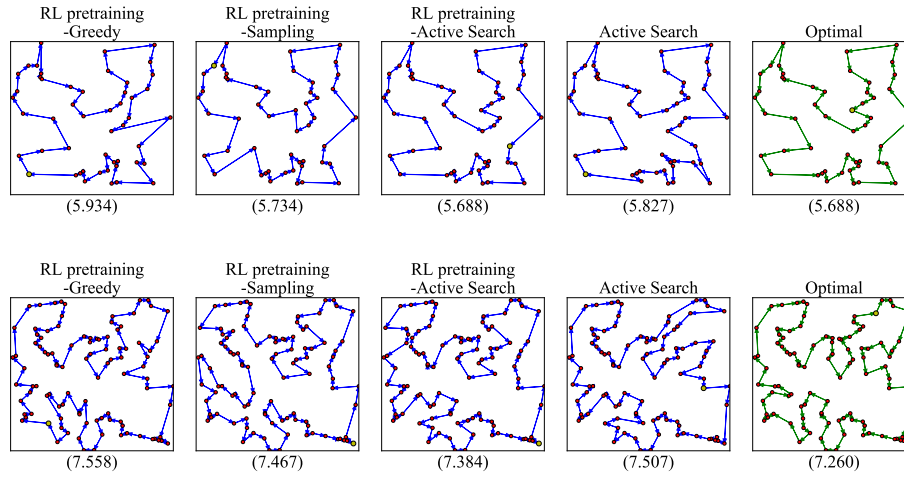 RL pretraining
-Greedy
RL pretraining
-Sampling
RL pretraining
-Active Search
Active Search
Optimal
(5.934)
(5.734)
(5.688)
(5.827)
(5.688)
RL pretraining
-Greedy
RL pretraining
-Sampling
RL pretraining
-Active Search
Active Search
Optimal
(7.558)
(7.467)
(7.384)
(7.507)
(7.260)